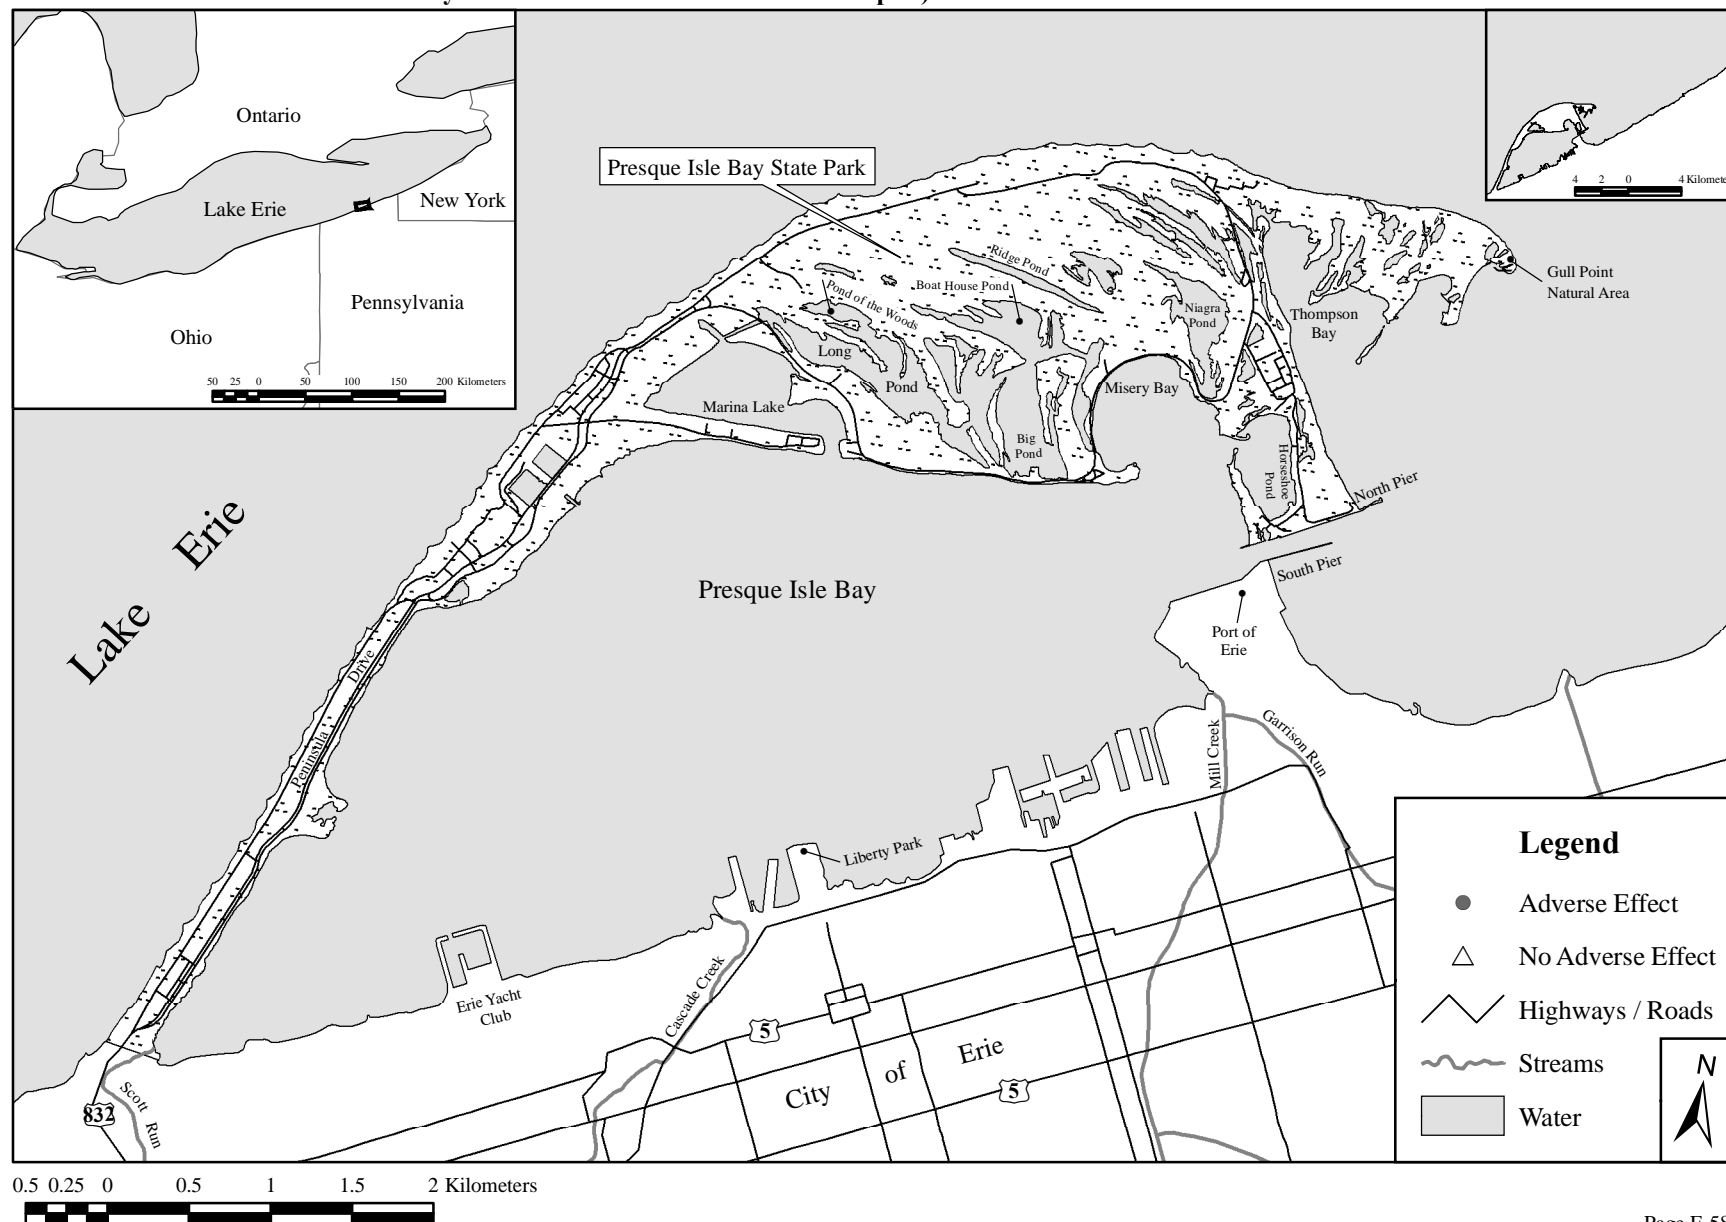 Ontario
Lake Erie
New York
Pennsylvania
Ohio
50 25 0 50 100 150 200 Kilometers
4 2 0 4
Presque Isle Bay State Park
Gull Point
Natural Area
Ridge Pond
Boat House Pond
Pond of the Woods
Niagra
Pond
Thompson
Bay
Long
Pond
Misery Bay
Marina Lake
Big
Pond
Horseshoe
Pond
North Pier
South Pier
Lake Erie
Presque Isle Bay
Port of
Erie
Peninsula Drive
Mill Creek
Garrison Run
Liberty Park
Erie Yacht
Club
Cascade Creek
5
City of Erie
5
Scott Run
832
Legend
Adverse Effect
No Adverse Effect
Highways / Roads
Streams
Water
N
0.5 0.25 0 0.5 1 1.5 2 Kilometers